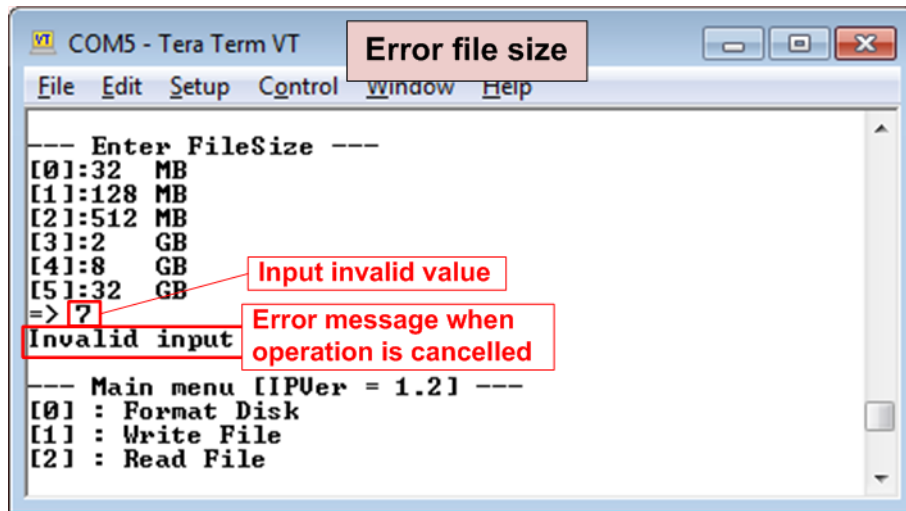 COM5 - Tera Term VT
Error file size
File Edit Setup Control Window Help
--- Enter FileSize ---
[0]:32 MB
[1]:128 MB
[2]:512 MB
[3]:2 GB
[4]:8 GB
[5]:32 GB
Input invalid value
=> 7
Error message when
operation is cancelled
Invalid input
--- Main menu [IPVer = 1.2] ---
[0] : Format Disk
[1] : Write File
[2] : Read File